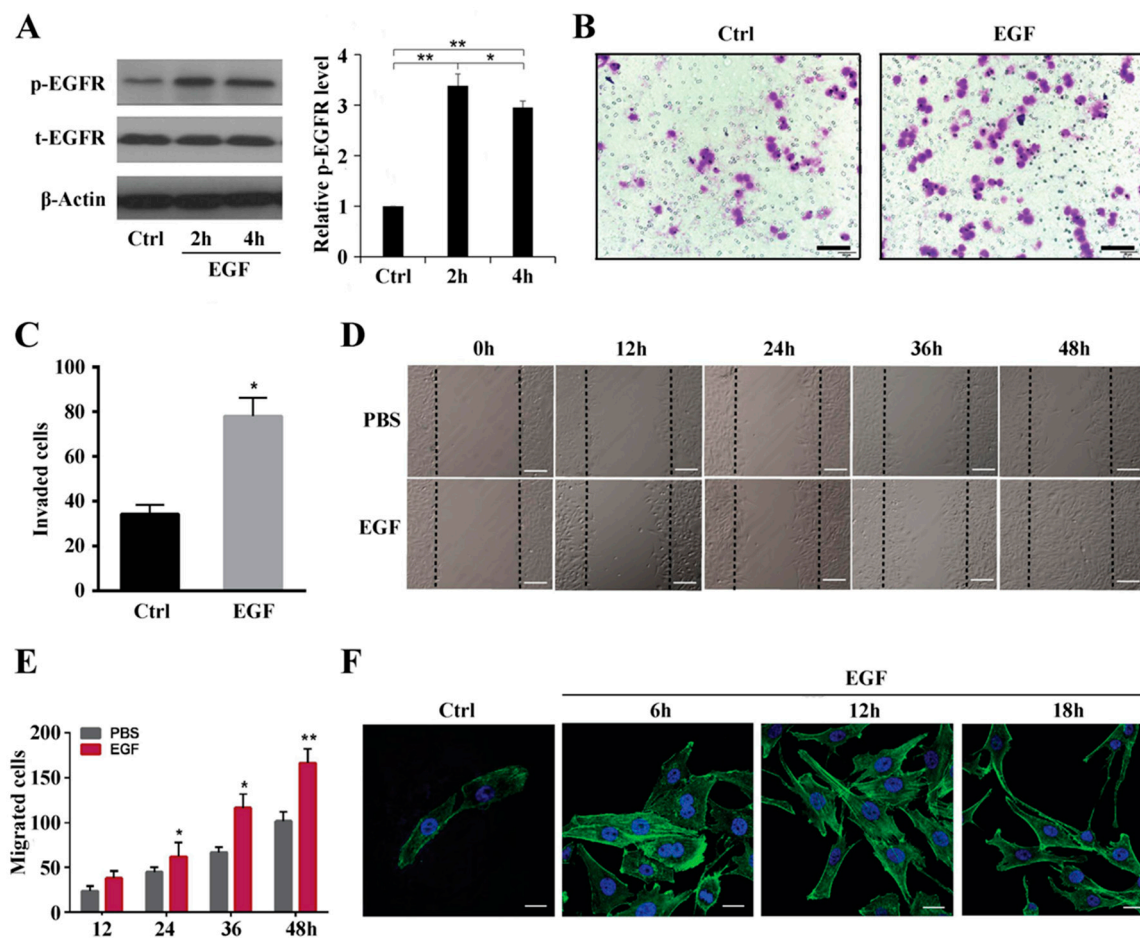 A
p-EGFR
t-EGFR
β-Actin
Ctrl 2h 4h
EGF
Relative p-EGFR level
4
3
2
1
0
**
** *
Ctrl 2h 4h
B
Ctrl EGF
C
Invaded cells
100
80
60
40
20
0
*
Ctrl EGF
D
0h 12h 24h 36h 48h
PBS
EGF
E
Migrated cells
200
150
100
50
0
PBS
EGF
* * **
12 24 36 48h
F
EGF
Ctrl 6h 12h 18h